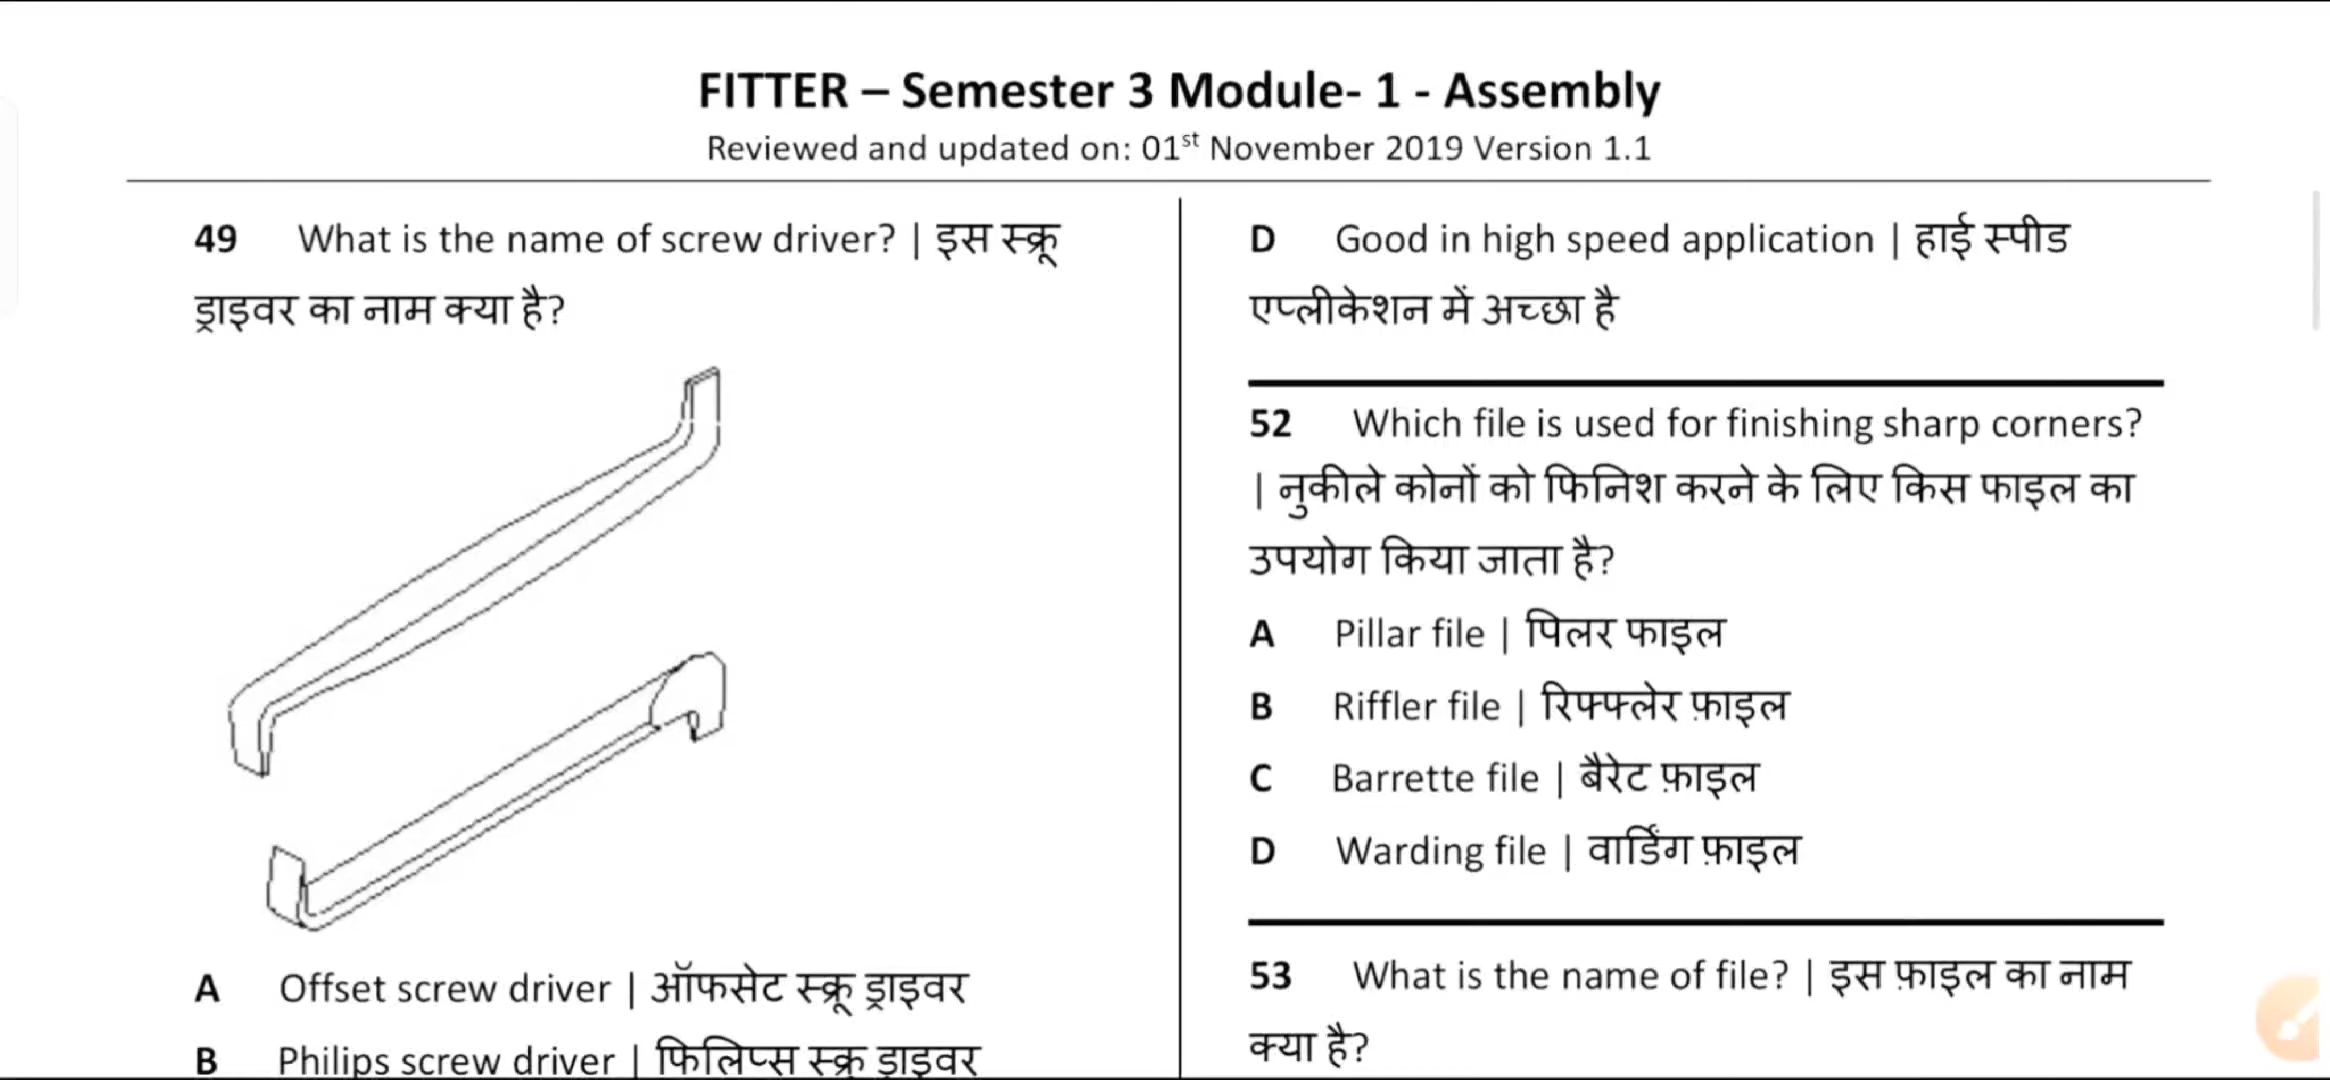 FITTER – Semester 3 Module- 1 - Assembly
Reviewed and updated on: 01st November 2019 Version 1.1
49 What is the name of screw driver? | इस स्क्रू
ड्राइवर का नाम क्या है?
A Offset screw driver | ऑफसेट स्क्रू ड्राइवर
B Philips screw driver | फिलिप्स स्क्रू ड्राइवर
D Good in high speed application | हाई स्पीड
एप्लीकेशन में अच्छा है
52 Which file is used for finishing sharp corners?
| नुकीले कोनों को फिनिश करने के लिए किस फाइल का
उपयोग किया जाता है?
A Pillar file | पिलर फाइल
B Riffler file | रिफ्फ्लेर फ़ाइल
C Barrette file | बैरेट फ़ाइल
D Warding file | वार्डिंग फ़ाइल
53 What is the name of file? | इस फ़ाइल का नाम
क्या है?